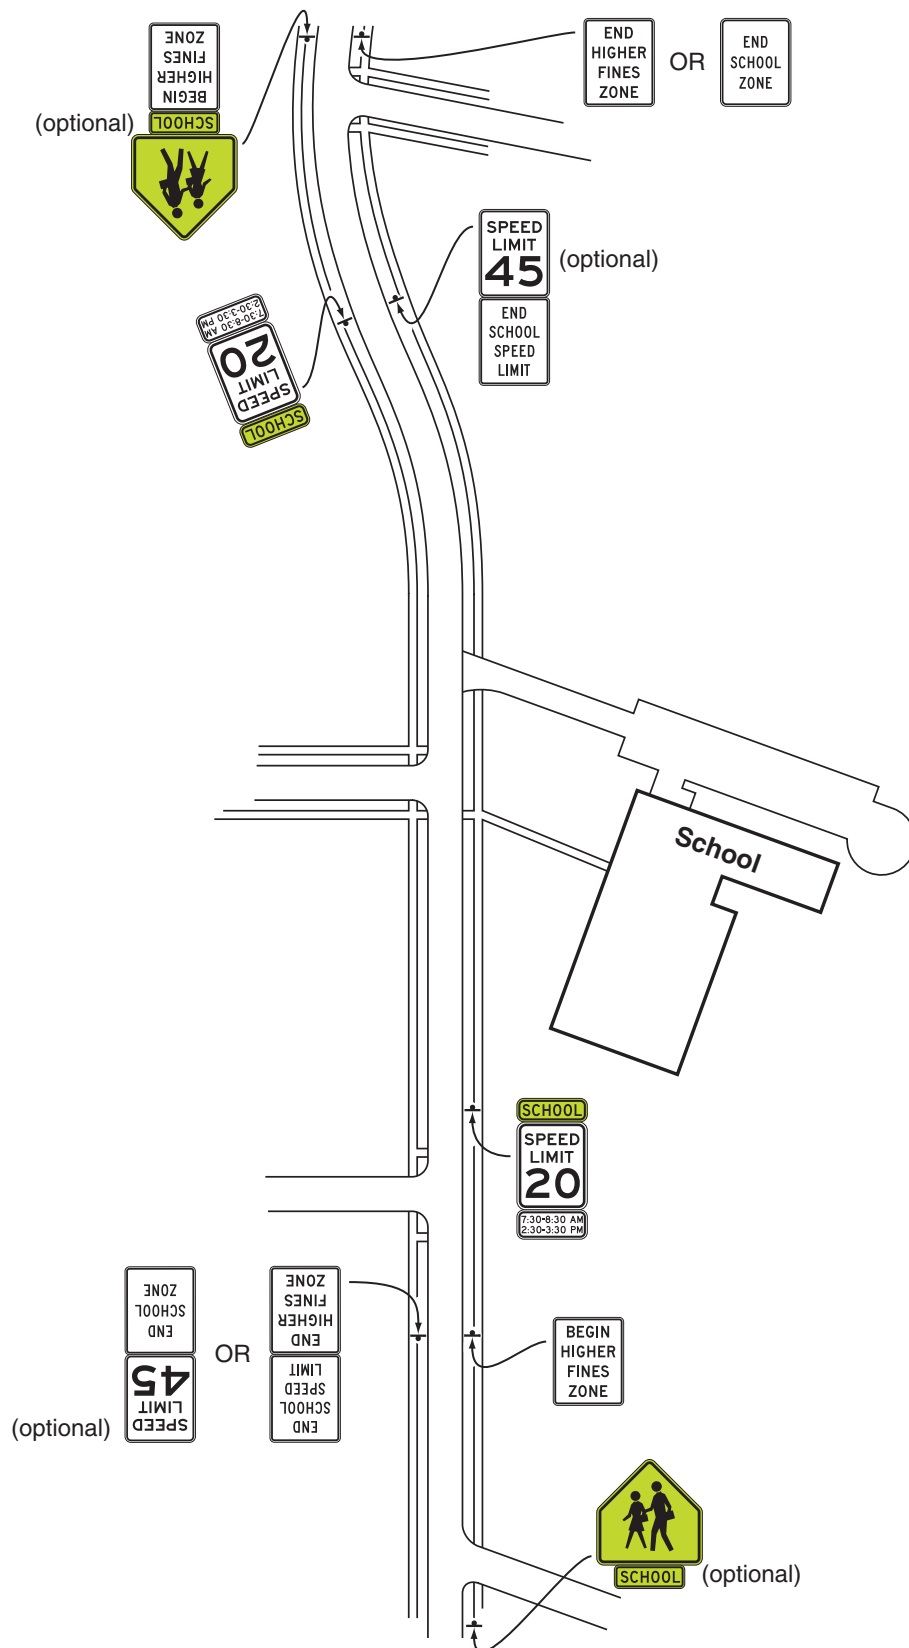 BEGIN
HIGHER
FINES
ZONE
SCHOOL
(optional)
END
HIGHER
FINES
ZONE
OR
END
SCHOOL
ZONE
SPEED
LIMIT
45
(optional)
END
SCHOOL
SPEED
LIMIT
SCHOOL
SPEED
LIMIT
20
7:30-8:30 AM
2:30-3:30 PM
School
SCHOOL
SPEED
LIMIT
20
7:30-8:30 AM
2:30-3:30 PM
SPEED
LIMIT
45
END
SCHOOL
ZONE
(optional)
OR
END
SCHOOL
SPEED
LIMIT
END
HIGHER
FINES
ZONE
BEGIN
HIGHER
FINES
ZONE
SCHOOL
(optional)